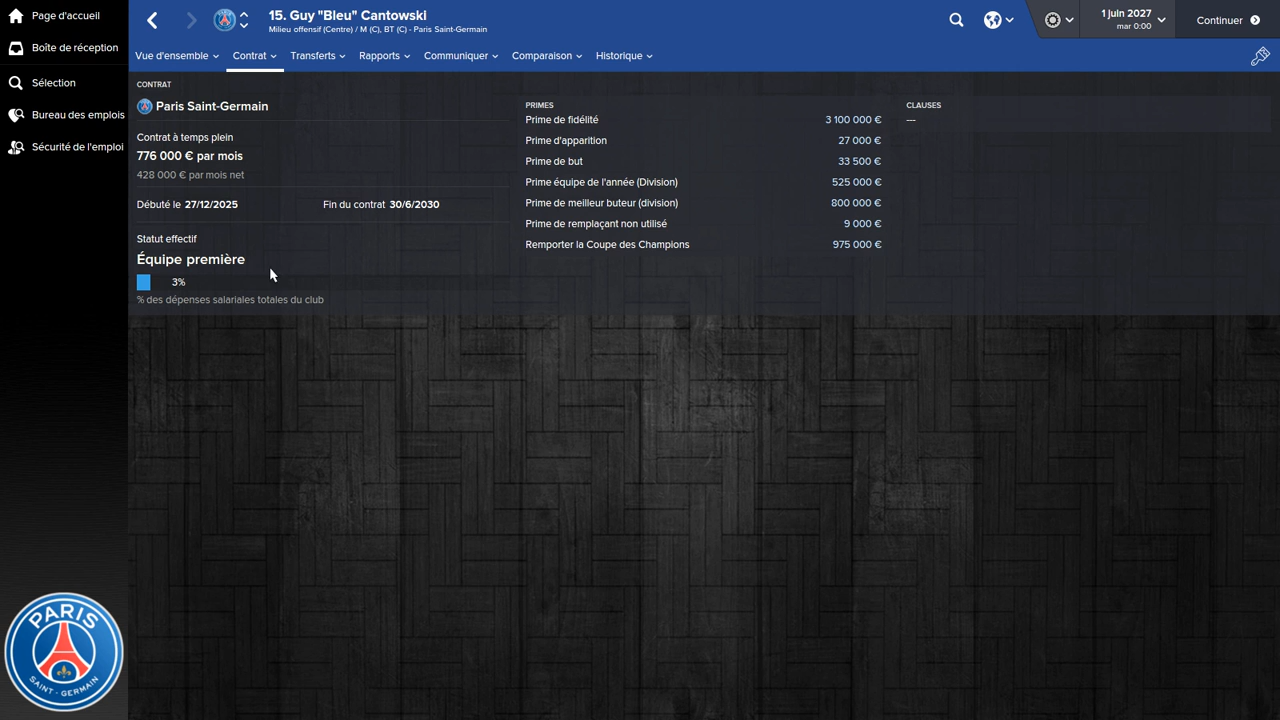 Page d'accueil
Boîte de réception
Sélection
Bureau des emplois
Sécurité de l'emploi
15. Guy "Bleu" Cantowski
Milieu offensif (Centre) / M (C), BT (C) - Paris Saint-Germain
1 juin 2027
mar 0:00
Continuer
Vue d'ensemble
Contrat
Transferts
Rapports
Communiquer
Comparaison
Historique
CONTRAT
Paris Saint-Germain
Contrat à temps plein
776 000 € par mois
428 000 € par mois net
Débuté le 27/12/2025 Fin du contrat 30/6/2030
Statut effectif
Équipe première
3%
% des dépenses salariales totales du club
PRIMES
Prime de fidélité 3 100 000 €
Prime d'apparition 27 000 €
Prime de but 33 500 €
Prime équipe de l'année (Division) 525 000 €
Prime de meilleur buteur (division) 800 000 €
Prime de remplaçant non utilisé 9 000 €
Remporter la Coupe des Champions 975 000 €
CLAUSES
---
PARIS
SAINT-GERMAIN